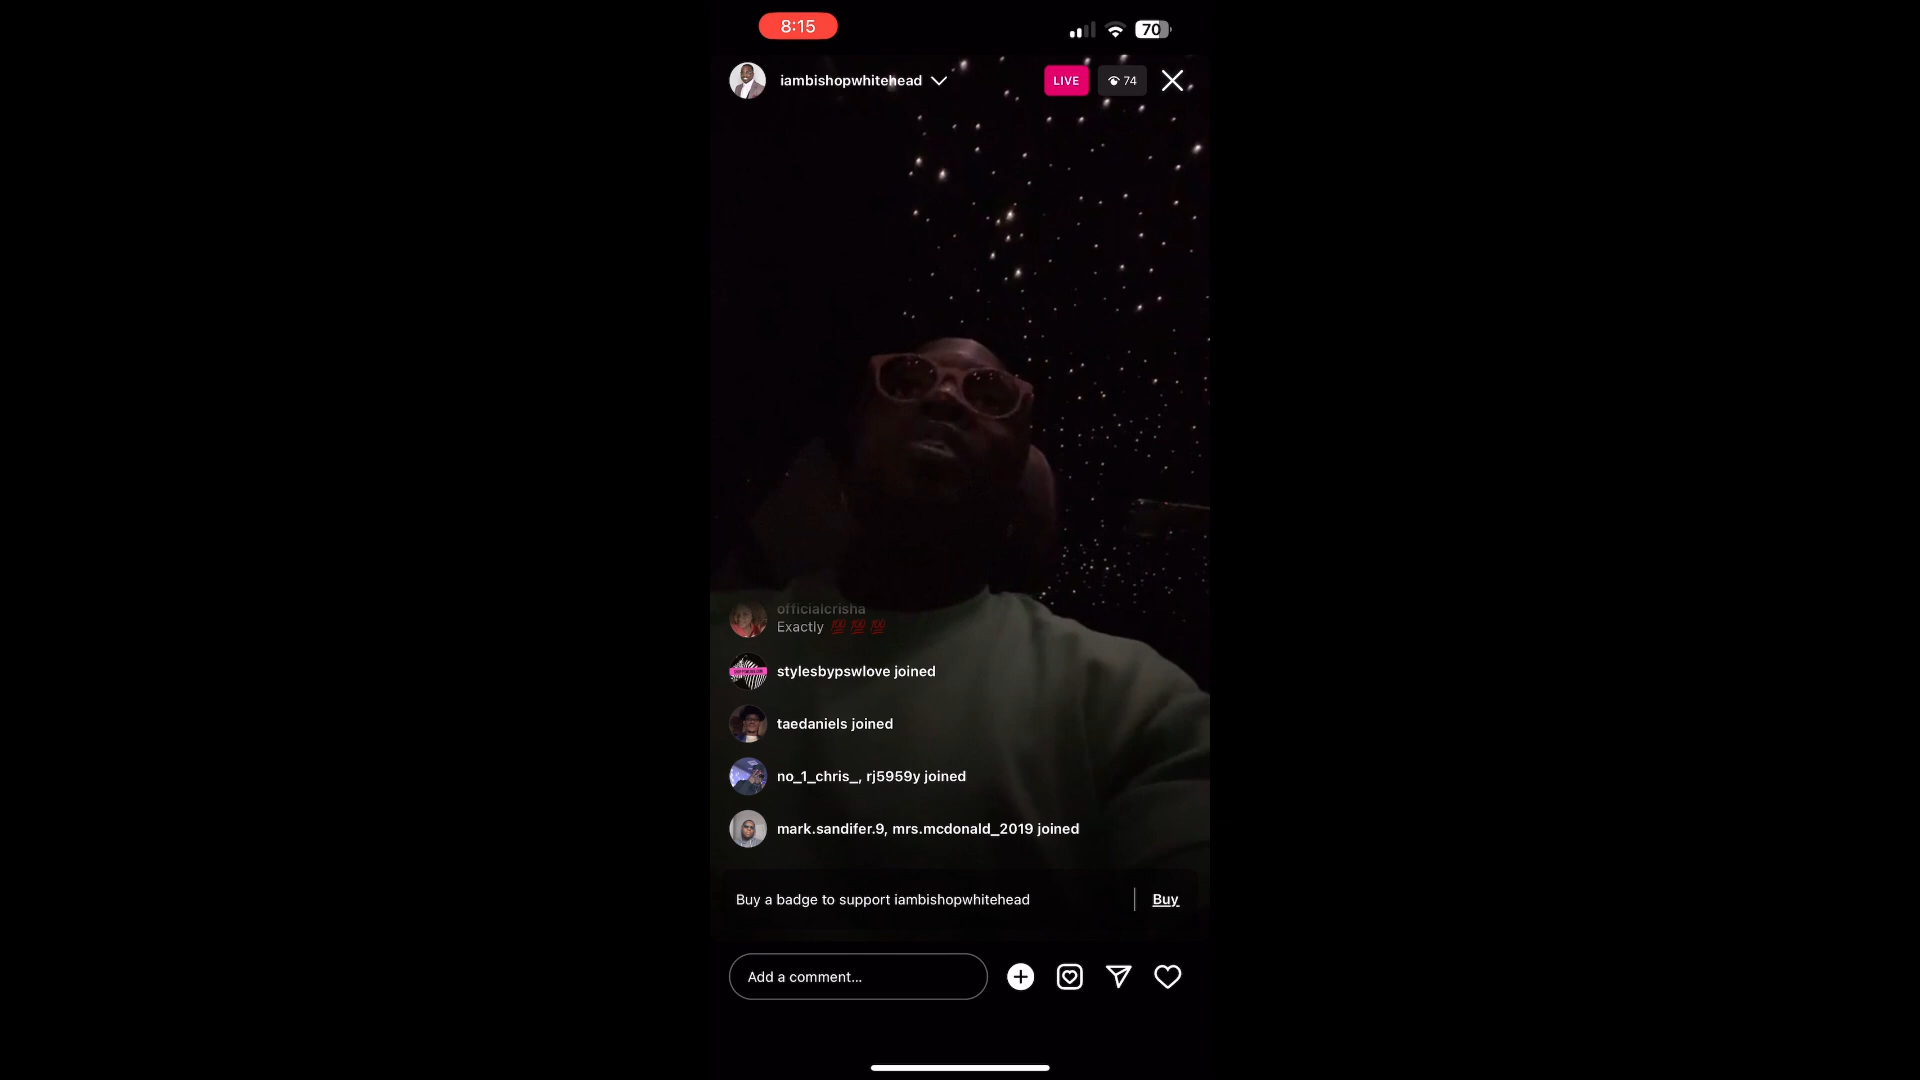 8:15
70
iambishopwhitehead
LIVE
74
officialcrisha
Exactly 💯 💯 💯
stylesbypswlove joined
taedaniels joined
no_1_chris_, rj5959y joined
mark.sandifer.9, mrs.mcdonald_2019 joined
Buy a badge to support iambishopwhitehead
Buy
Add a comment...